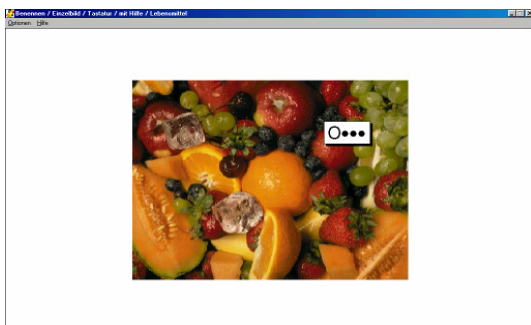 Benennen / Einzelbild / Tastatur / mit Hilfe / Lebensmittel
Optionen Hilfe
O●●●